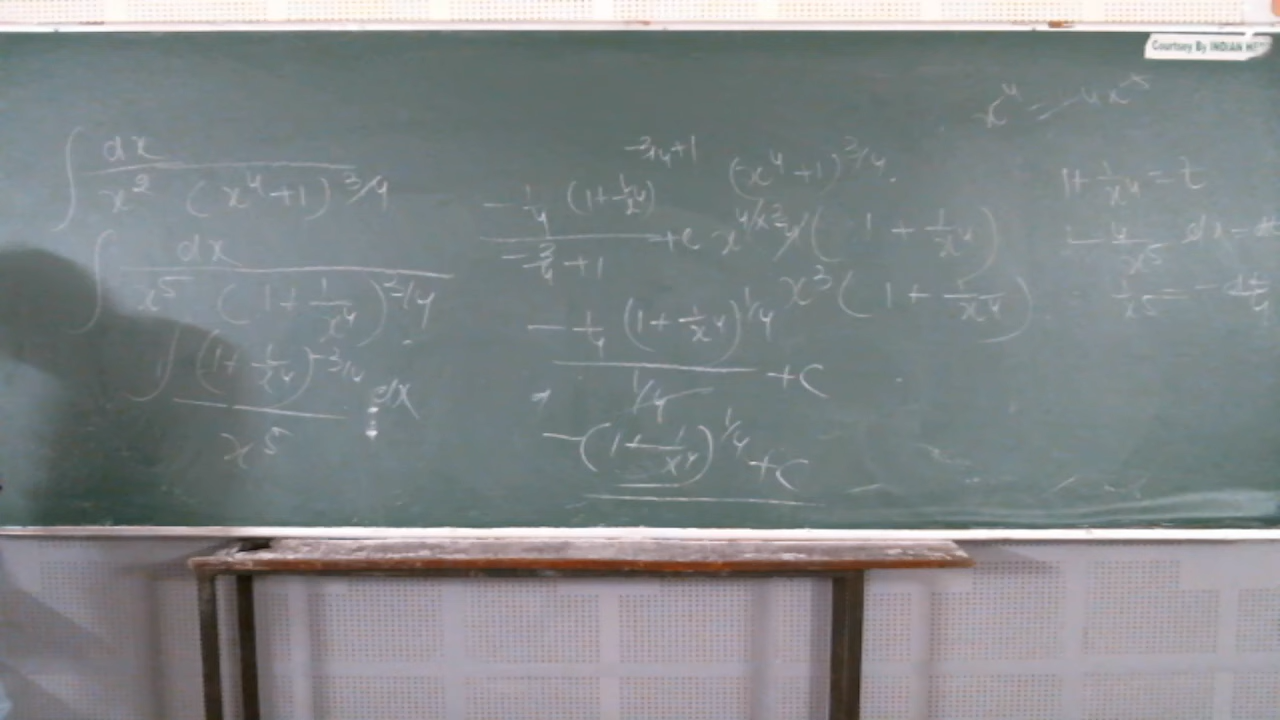 Courtsey By INDIAN
∫ dx / x² (x⁴+1)^3/4
∫ dx / x⁵ (1 + 1/x⁴)^3/4
∫ (1 + 1/x⁴)^-3/4 / x⁵ dx
-1/4 (1 + 1/x⁴)^-3/4+1 / -3/4 + 1 + c
-1/4 (1 + 1/x⁴)^1/4 / 1/4 + C
-(1 + 1/x⁴)^1/4 + C
(x⁴ + 1)^3/4
(1 + 1/x⁴)
x³ (1 + 1/x⁴)
1 + 1/x⁴ = t
-4/x⁵ dx = dt
1/x⁵ = -dt/4